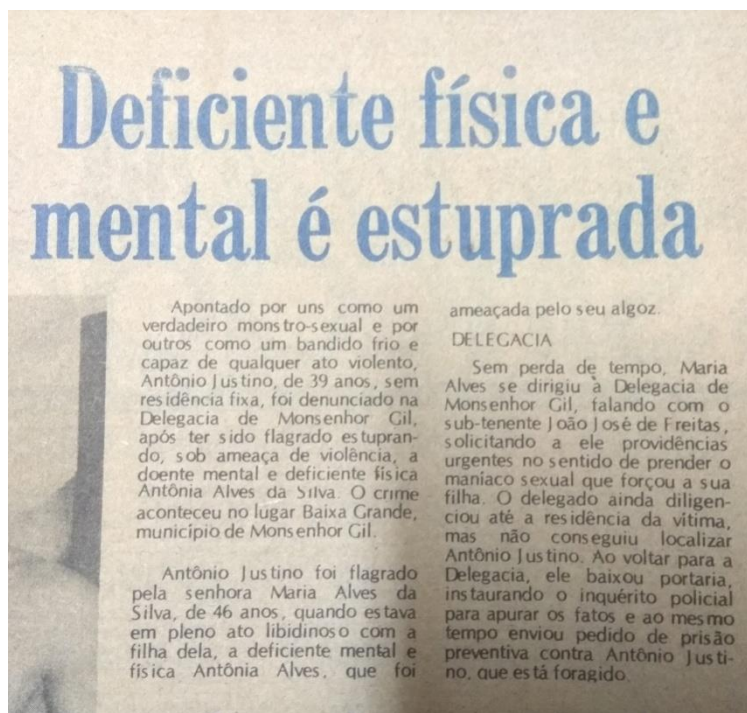 Deficiente física e
mental é estuprada
Apontado por uns como um
verdadeiro monstro-sexual e por
outros como um bandido frio e
capaz de qualquer ato violento,
Antônio Justino, de 39 anos, sem
residência fixa, foi denunciado na
Delegacia de Monsenhor Gil,
após ter sido flagrado estupran-
do, sob ameaça de violência, a
doente mental e deficiente física
Antônia Alves da Silva. O crime
aconteceu no lugar Baixa Grande,
município de Monsenhor Gil.
Antônio Justino foi flagrado
pela senhora Maria Alves da
Silva, de 46 anos, quando estava
em pleno ato libidinoso com a
filha dela, a deficiente mental e
física Antônia Alves, que foi
ameaçada pelo seu algoz.
DELEGACIA
Sem perda de tempo, Maria
Alves se dirigiu à Delegacia de
Monsenhor Gil, falando com o
sub-tenente João José de Freitas,
solicitando a ele providências
urgentes no sentido de prender o
maníaco sexual que forçou a sua
filha. O delegado ainda diligen-
ciou até a residência da vítima,
mas não conseguiu localizar
Antônio Justino. Ao voltar para a
Delegacia, ele baixou portaria,
instaurando o inquérito policial
para apurar os fatos e ao mesmo
tempo enviou pedido de prisão
preventiva contra Antônio Justi-
no, que está foragido.